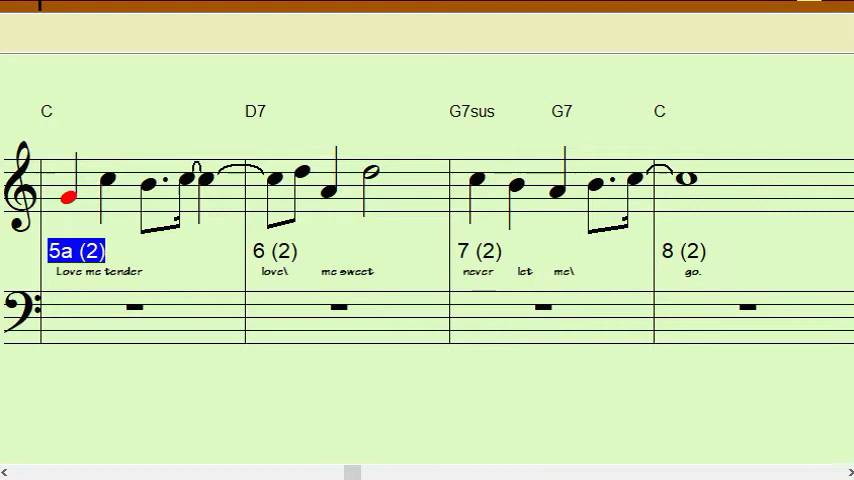 C D7 G7sus G7 C
5a (2) 6 (2) 7 (2) 8 (2)
Love me tender love\ me sweet never let me\ go.